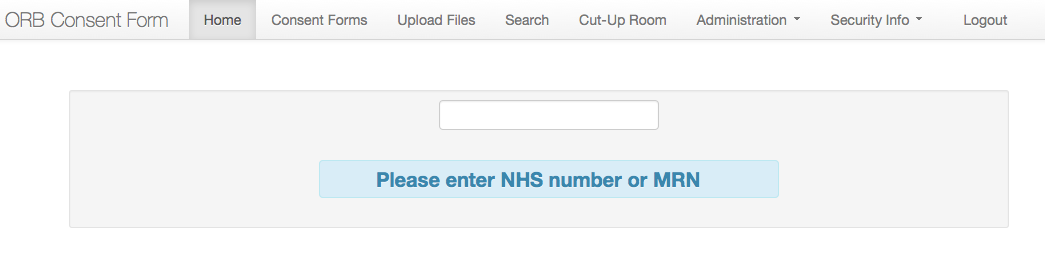 ORB Consent Form Home Consent Forms Upload Files Search Cut-Up Room Administration Security Info Logout
Please enter NHS number or MRN